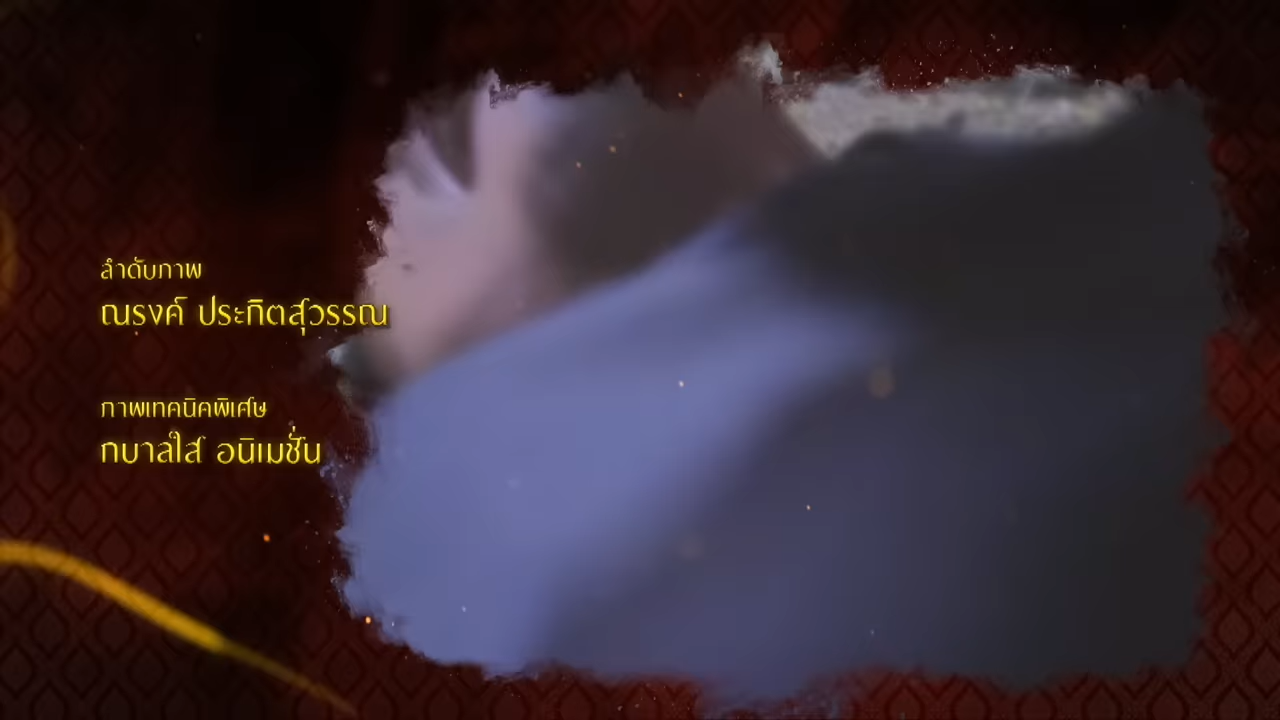 ลำดับภาพ
ณรงค์ ประกิตสุวรรณ
ภาพเทคนิคพิเศษ
กบาลใส อนิเมชั่น